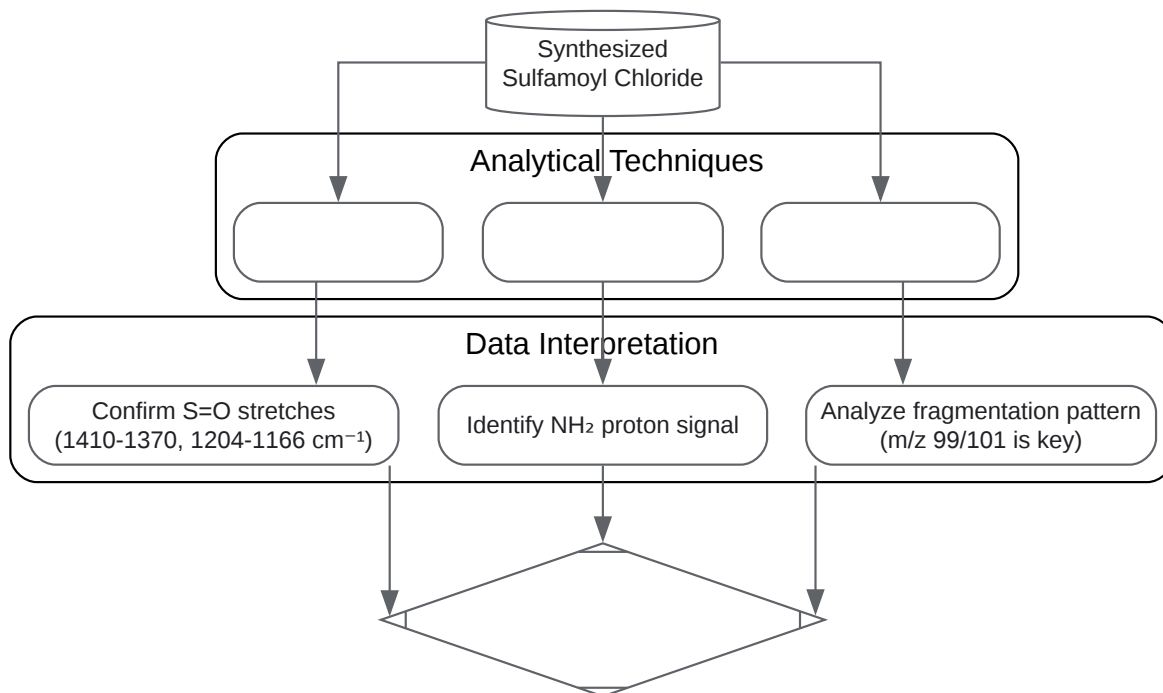 Synthesized
Sulfamoyl Chloride
Analytical Techniques
Data Interpretation
Confirm S=O stretches
(1410-1370, 1204-1166 cm⁻¹)
Identify NH₂ proton signal
Analyze fragmentation pattern
(m/z 99/101 is key)